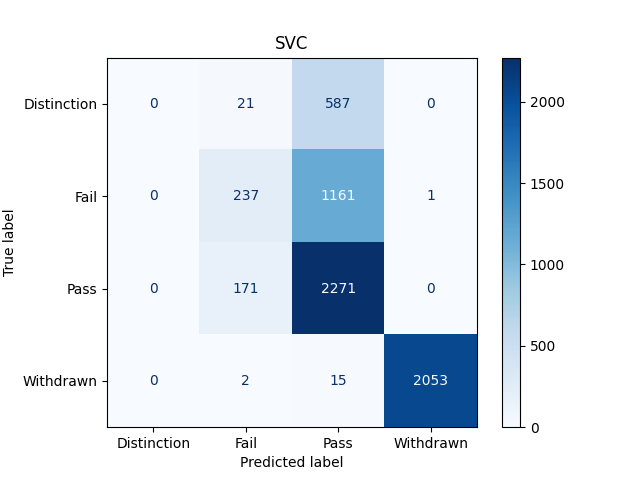 SVC
Distinction 0 21 587 0
Fail 0 237 1161 1
Pass 0 171 2271 0
Withdrawn 0 2 15 2053
Distinction Fail Pass Withdrawn
Predicted label
True label
2000
1500
1000
500
0